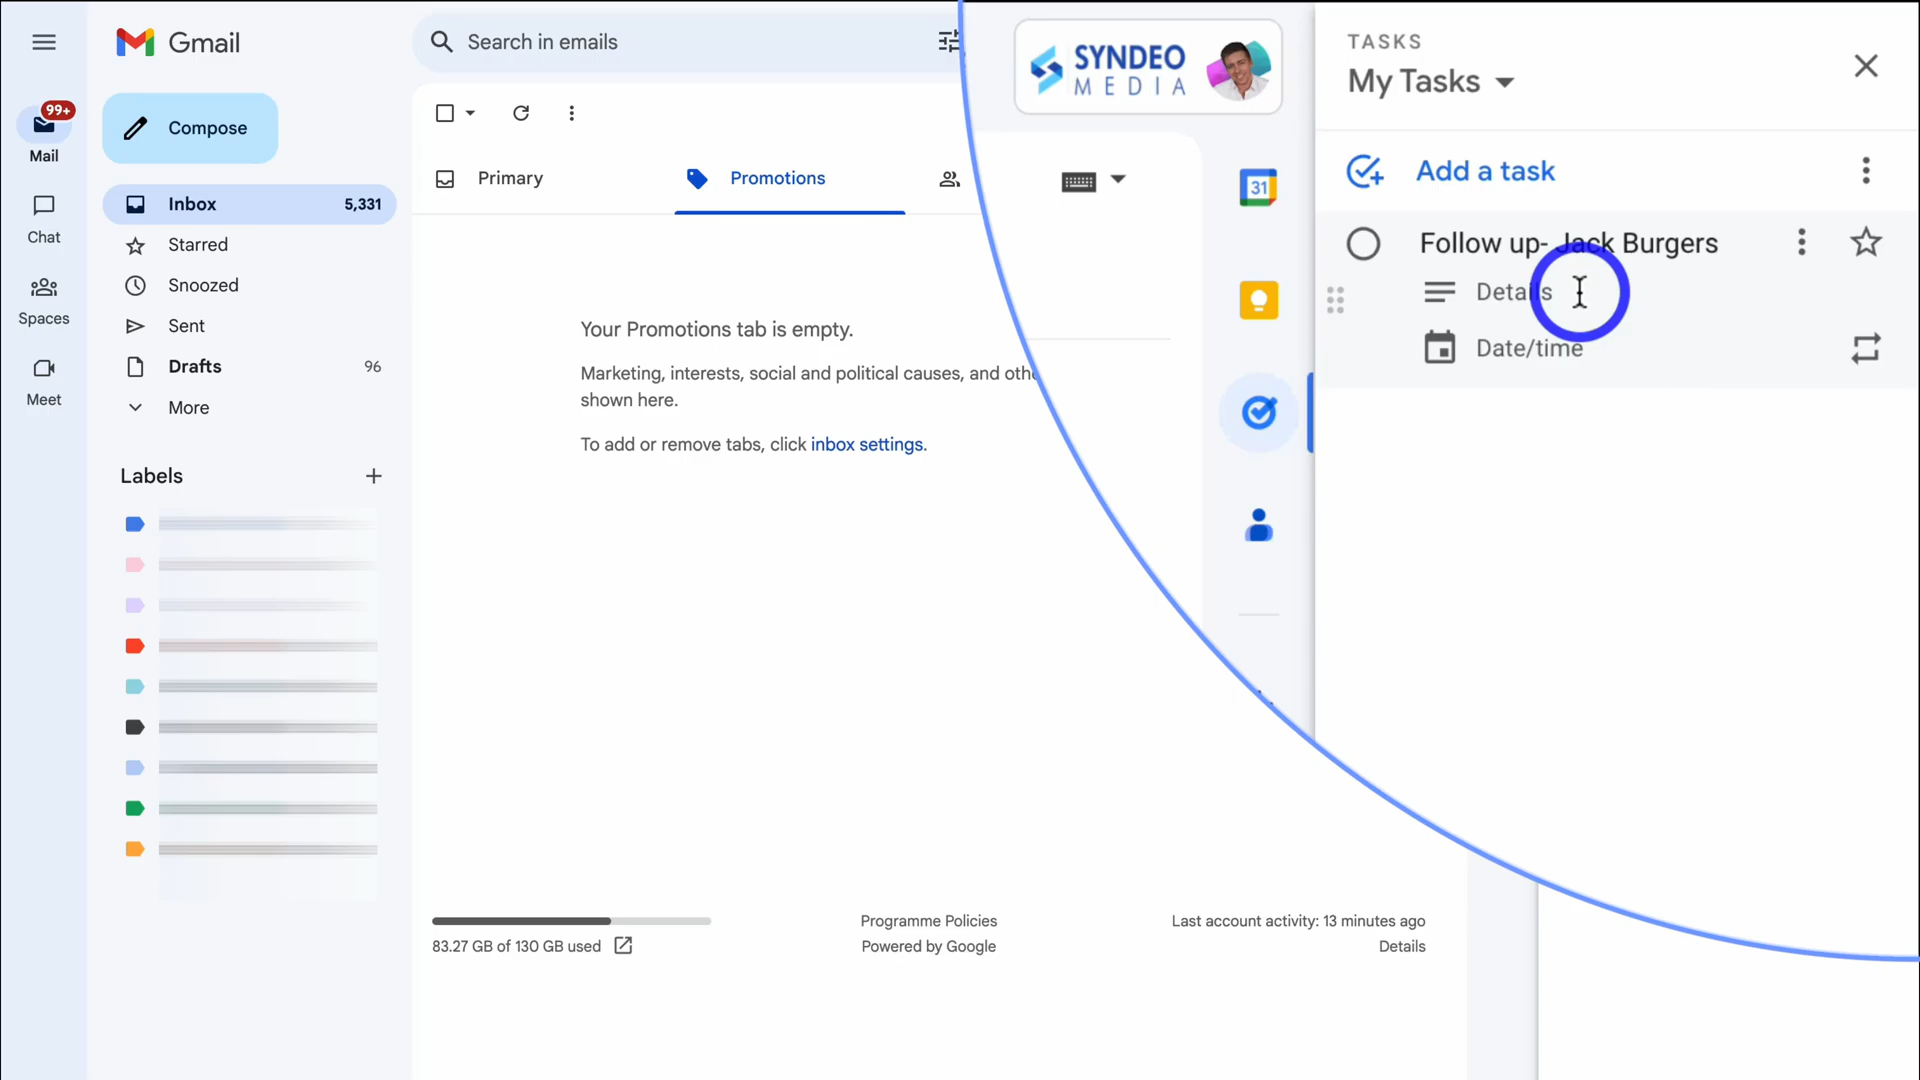 Gmail
Search in emails
SYNDEO
MEDIA
TASKS
My Tasks
99+
Mail
Chat
Spaces
Meet
Compose
Inbox 5,331
Starred
Snoozed
Sent
Drafts 96
More
Labels
Primary
Promotions
31
Add a task
Follow up- Jack Burgers
Details
Date/time
Your Promotions tab is empty.
Marketing, interests, social and political causes, and
shown here.
To add or remove tabs, click inbox settings.
83.27 GB of 130 GB used
Programme Policies
Powered by Google
Last account activity: 13 minutes ago
Details